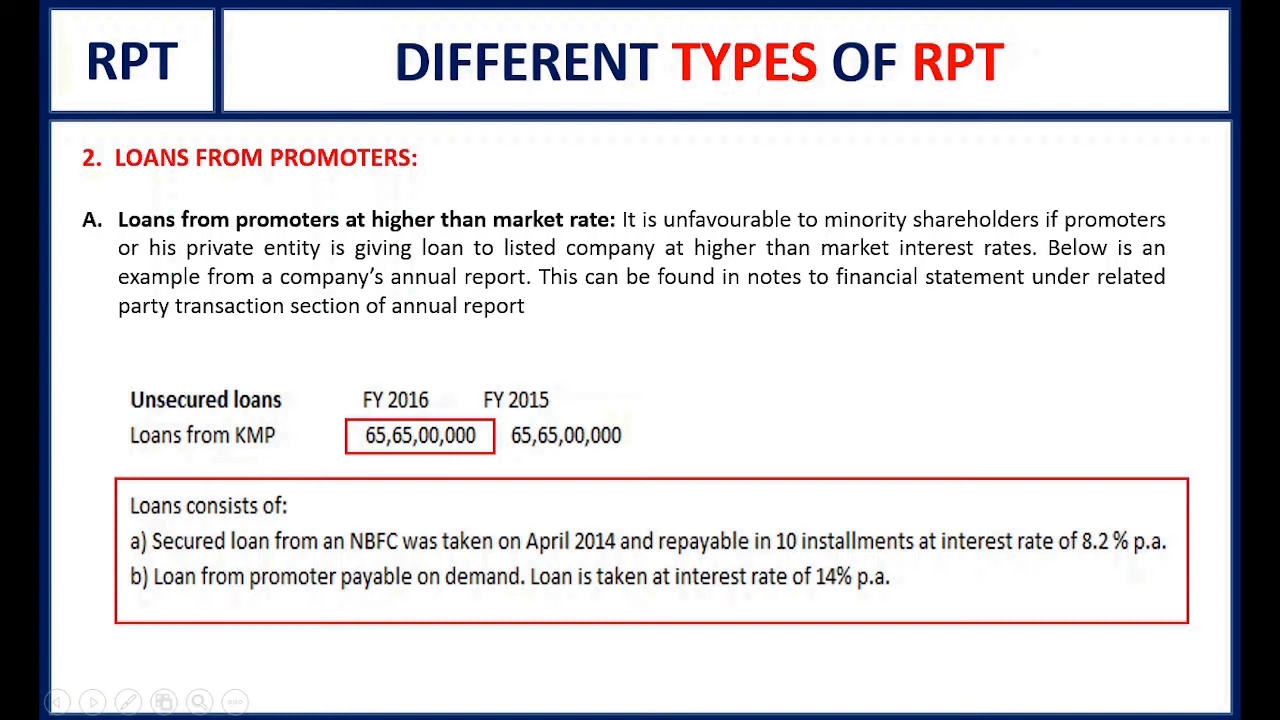 RPT
DIFFERENT TYPES OF RPT
2. LOANS FROM PROMOTERS:
A. Loans from promoters at higher than market rate: It is unfavourable to minority shareholders if promoters
or his private entity is giving loan to listed company at higher than market interest rates. Below is an
example from a company's annual report. This can be found in notes to financial statement under related
party transaction section of annual report
Unsecured loans FY 2016 FY 2015
Loans from KMP 65,65,00,000 65,65,00,000
Loans consists of:
a) Secured loan from an NBFC was taken on April 2014 and repayable in 10 installments at interest rate of 8.2 % p.a.
b) Loan from promoter payable on demand. Loan is taken at interest rate of 14% p.a.